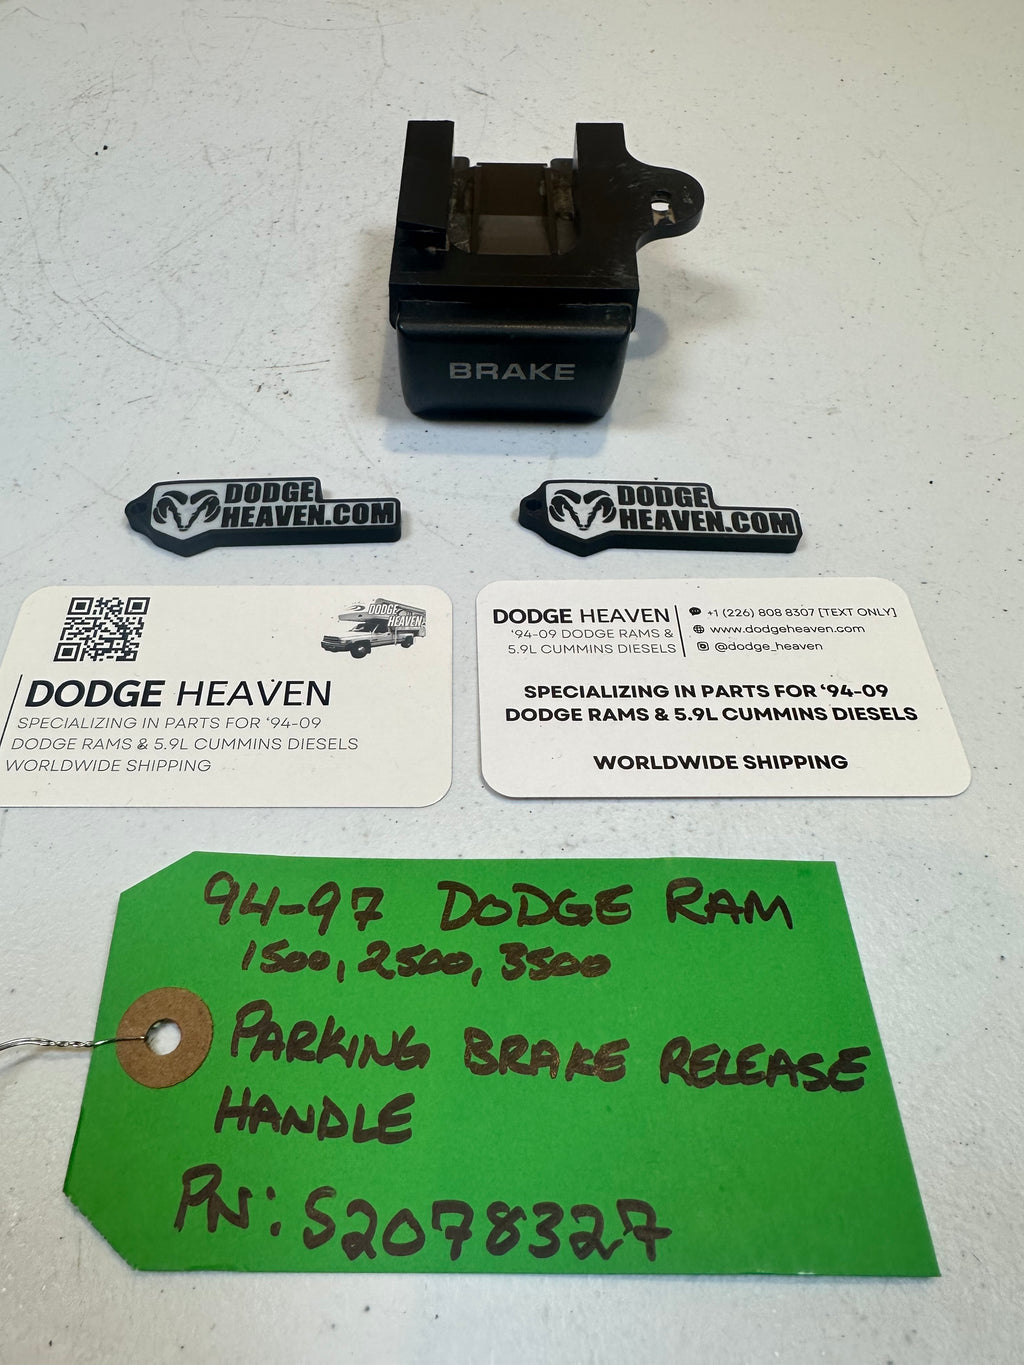 BRAKE
DODGE
HEAVEN.COM
DODGE
HEAVEN.COM
DODGE
HEAVEN
DODGE HEAVEN
SPECIALIZING IN PARTS FOR ‘94-09
DODGE RAMS & 5.9L CUMMINS DIESELS
WORLDWIDE SHIPPING
DODGE HEAVEN
‘94-09 DODGE RAMS &
5.9L CUMMINS DIESELS
+1 (226) 808 8307 [TEXT ONLY]
www.dodgeheaven.com
@dodge_heaven
SPECIALIZING IN PARTS FOR ‘94-09
DODGE RAMS & 5.9L CUMMINS DIESELS
WORLDWIDE SHIPPING
94-97 DODGE RAM
1500, 2500, 3500
PARKING BRAKE RELEASE
HANDLE
PN: 52078327